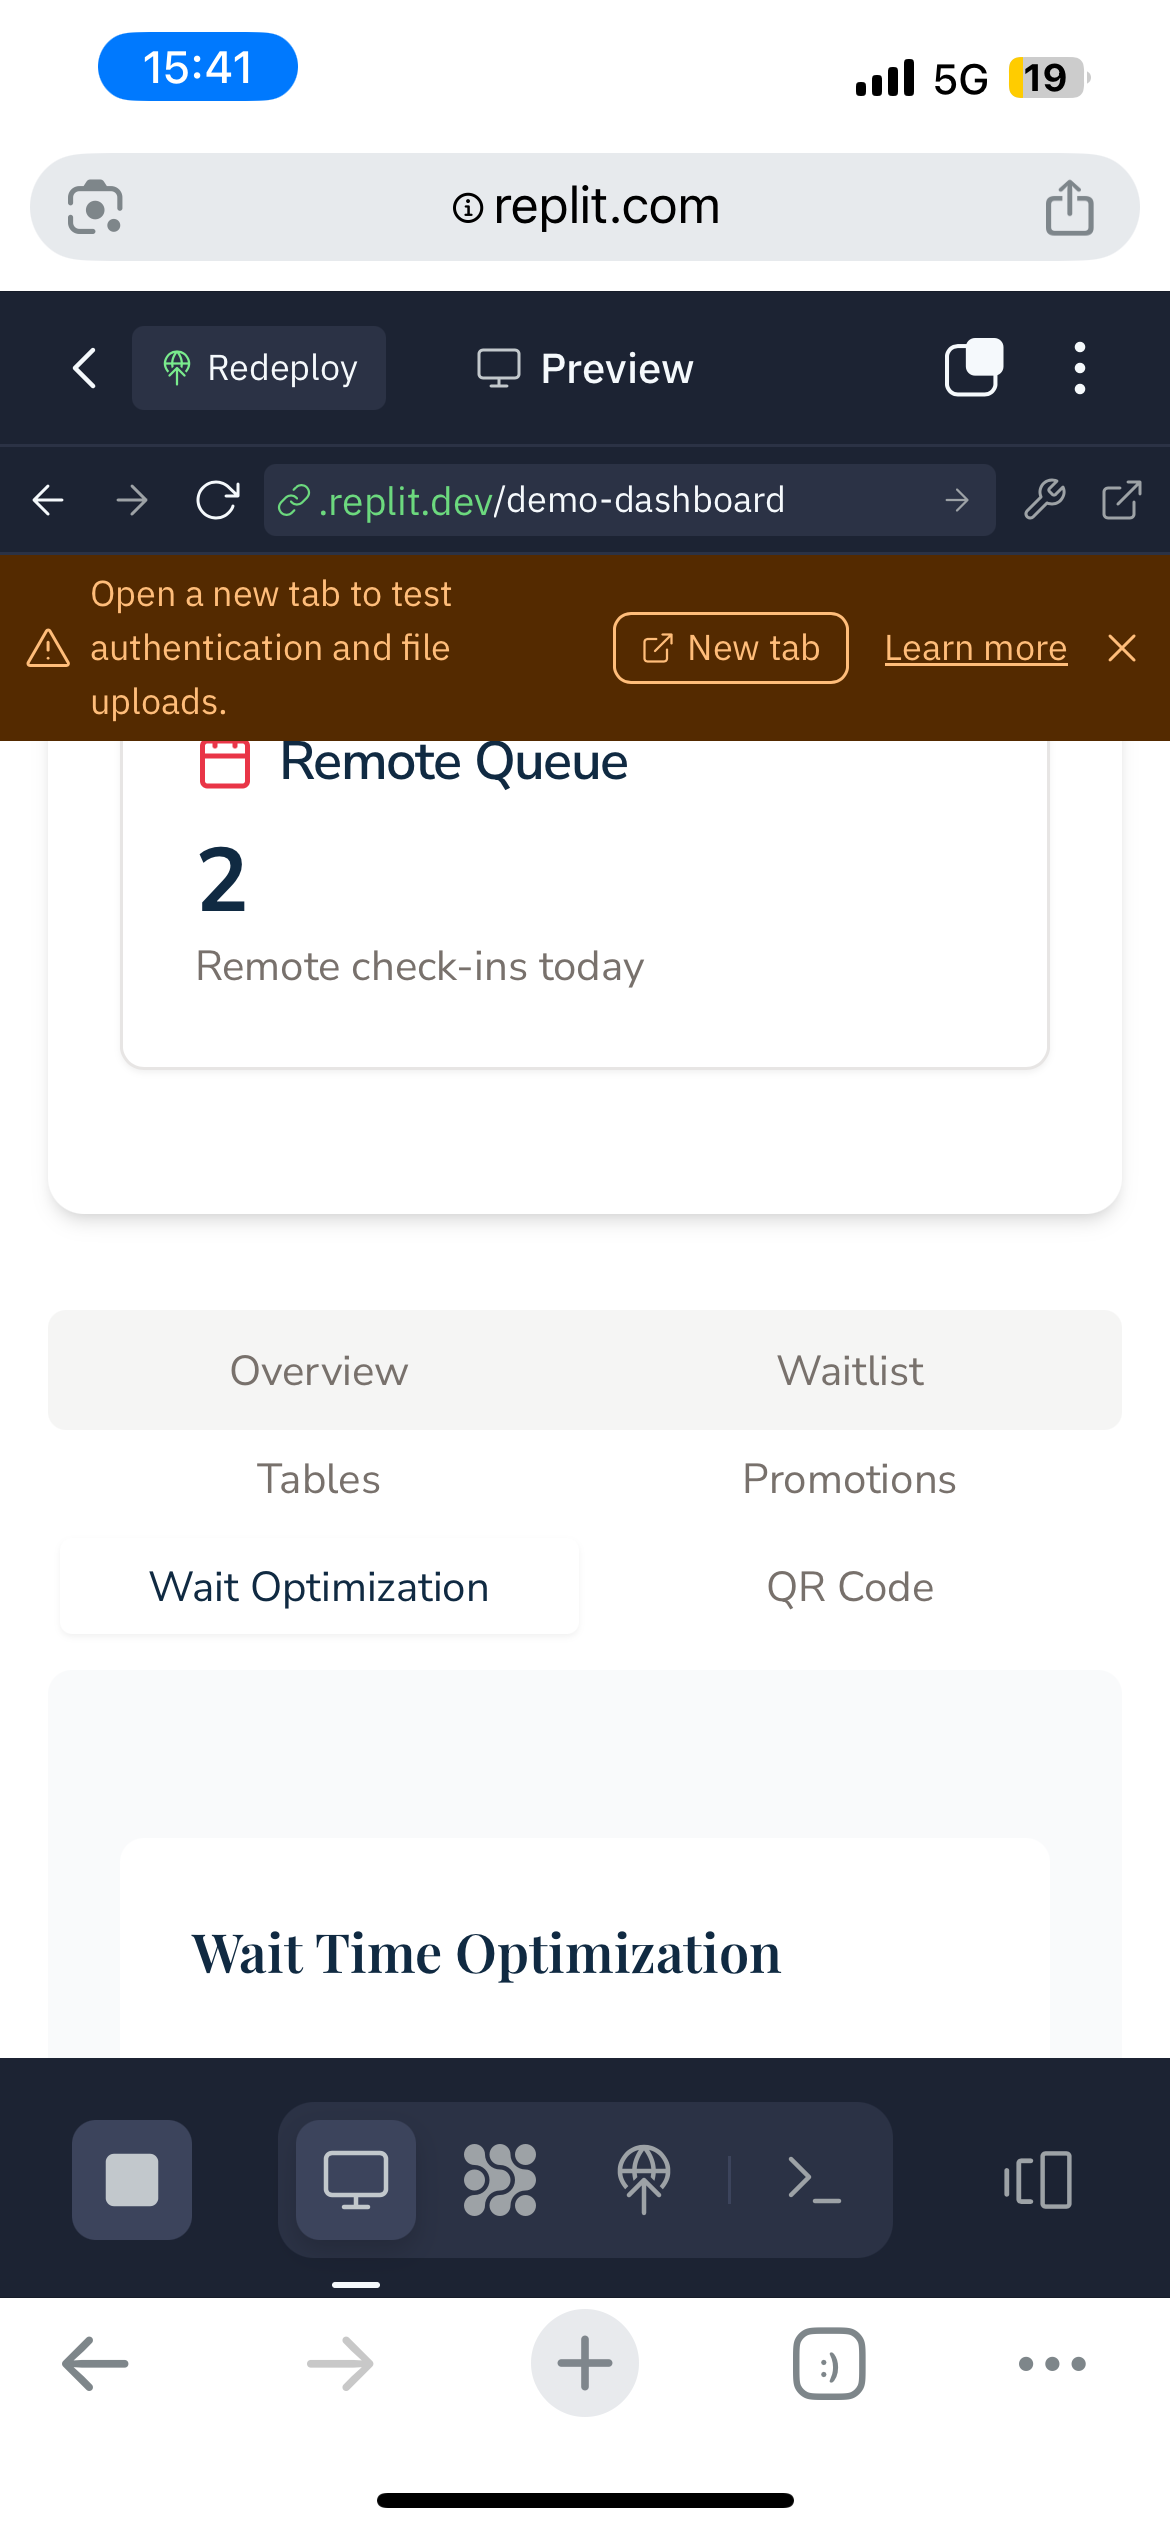 15:41
5G
19
replit.com
Redeploy
Preview
.replit.dev/demo-dashboard
Open a new tab to test
authentication and file
uploads.
New tab
Learn more
Remote Queue
2
Remote check-ins today
Overview
Waitlist
Tables
Promotions
Wait Optimization
QR Code
Wait Time Optimization
:)